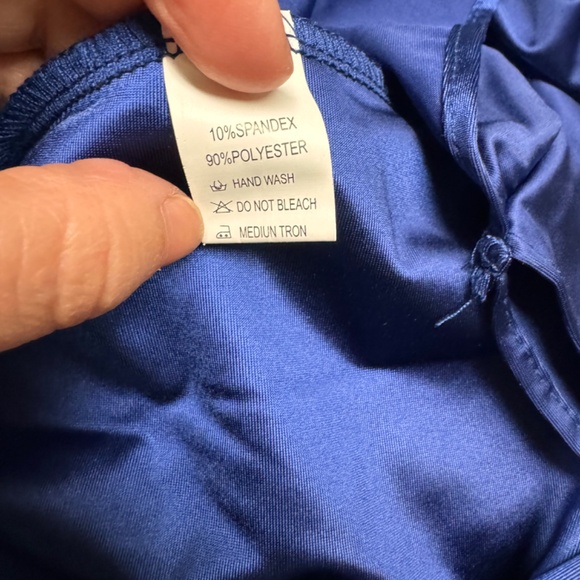 10%SPANDEX
90%POLYESTER
HAND WASH
DO NOT BLEACH
MEDIUN TRON